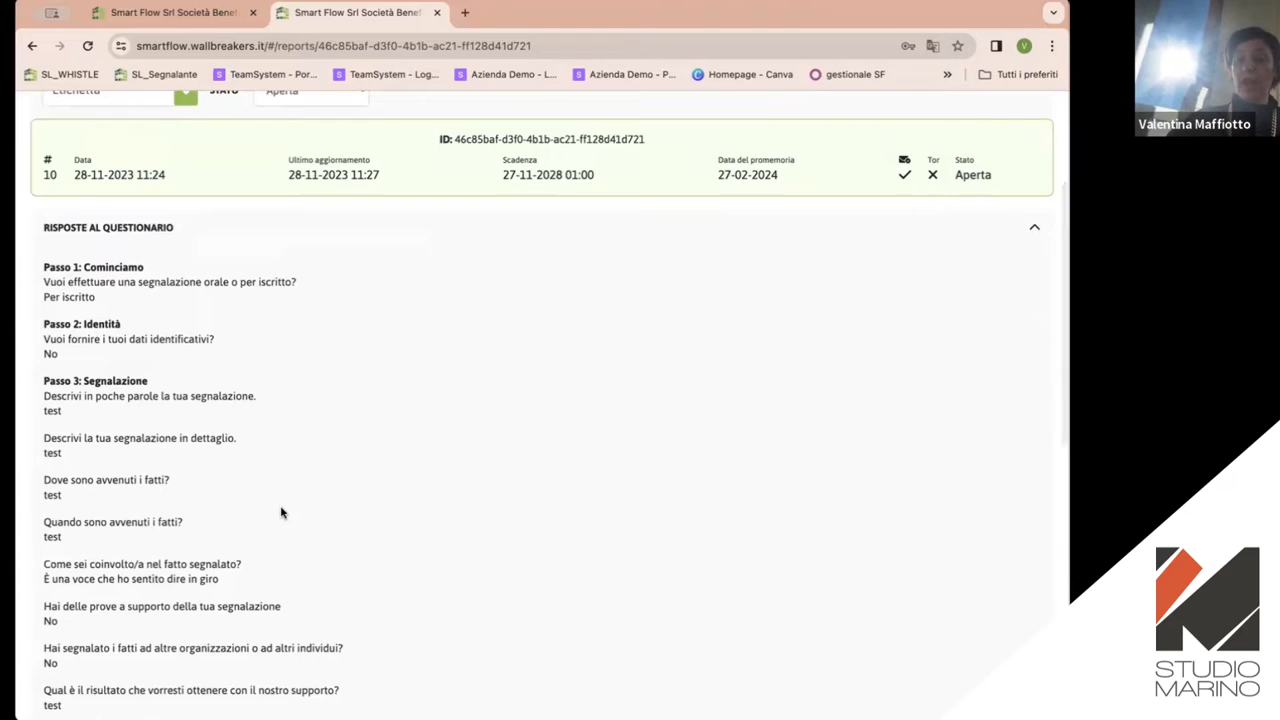 Smart Flow Srl Società Benef
Smart Flow Srl Società Benef
smartflow.wallbreakers.it/#/reports/46c85baf-d3f0-4b1b-ac21-ff128d41d721
V
SL_WHISTLE
SL_Segnalante
TeamSystem - Por...
TeamSystem - Log...
Azienda Demo - L...
Azienda Demo - P...
Homepage - Canva
gestionale SF
»
Tutti i preferiti
Valentina Maffiotto
Etichetta
STATO
Aperta
ID: 46c85baf-d3f0-4b1b-ac21-ff128d41d721
# Data Ultimo aggiornamento Scadenza Data del promemoria Tor Stato
10 28-11-2023 11:24 28-11-2023 11:27 27-11-2028 01:00 27-02-2024 Aperta
RISPOSTE AL QUESTIONARIO
Passo 1: Cominciamo
Vuoi effettuare una segnalazione orale o per iscritto?
Per iscritto
Passo 2: Identità
Vuoi fornire i tuoi dati identificativi?
No
Passo 3: Segnalazione
Descrivi in poche parole la tua segnalazione.
test
Descrivi la tua segnalazione in dettaglio.
test
Dove sono avvenuti i fatti?
test
Quando sono avvenuti i fatti?
test
Come sei coinvolto/a nel fatto segnalato?
È una voce che ho sentito dire in giro
Hai delle prove a supporto della tua segnalazione
No
Hai segnalato i fatti ad altre organizzazioni o ad altri individui?
No
Qual è il risultato che vorresti ottenere con il nostro supporto?
test
STUDIO
MARINO